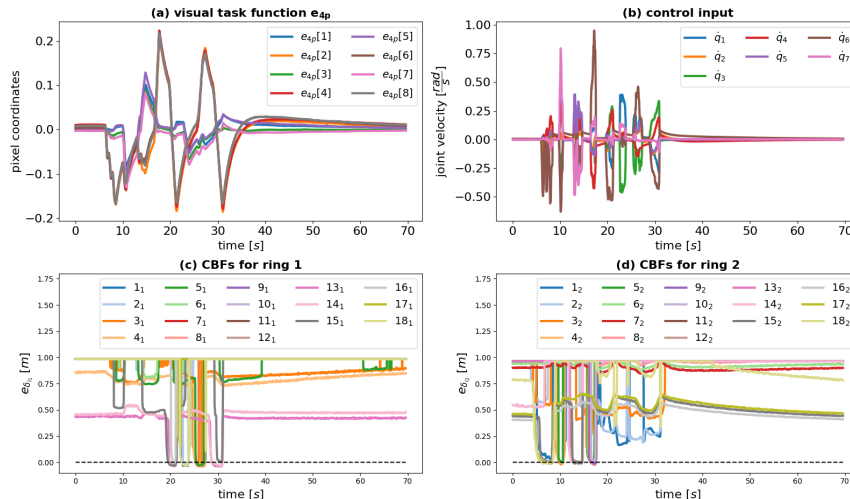 (a) visual task function e₄ₚ
pixel coordinates
0.2
0.1
0.0
−0.1
−0.2
e₄ₚ[1]
e₄ₚ[2]
e₄ₚ[3]
e₄ₚ[4]
e₄ₚ[5]
e₄ₚ[6]
e₄ₚ[7]
e₄ₚ[8]
0 10 20 30 40 50 60 70
time [s]
(b) control input
joint velocity [rad/s]
1.00
0.75
0.50
0.25
0.00
−0.25
−0.50
q̇₁
q̇₂
q̇₃
q̇₄
q̇₅
q̇₆
q̇₇
0 10 20 30 40 50 60 70
time [s]
(c) CBFs for ring 1
e_δr₁ [m]
1.75
1.50
1.25
1.00
0.75
0.50
0.25
0.00
1₁ 5₁ 9₁ 13₁ 16₁
2₁ 6₁ 10₁ 14₁ 17₁
3₁ 7₁ 11₁ 15₁ 18₁
4₁ 8₁ 12₁
0 10 20 30 40 50 60 70
time [s]
(d) CBFs for ring 2
e_δr₂ [m]
1.75
1.50
1.25
1.00
0.75
0.50
0.25
0.00
1₂ 5₂ 9₂ 13₂ 16₂
2₂ 6₂ 10₂ 14₂ 17₂
3₂ 7₂ 11₂ 15₂ 18₂
4₂ 8₂ 12₂
0 10 20 30 40 50 60 70
time [s]